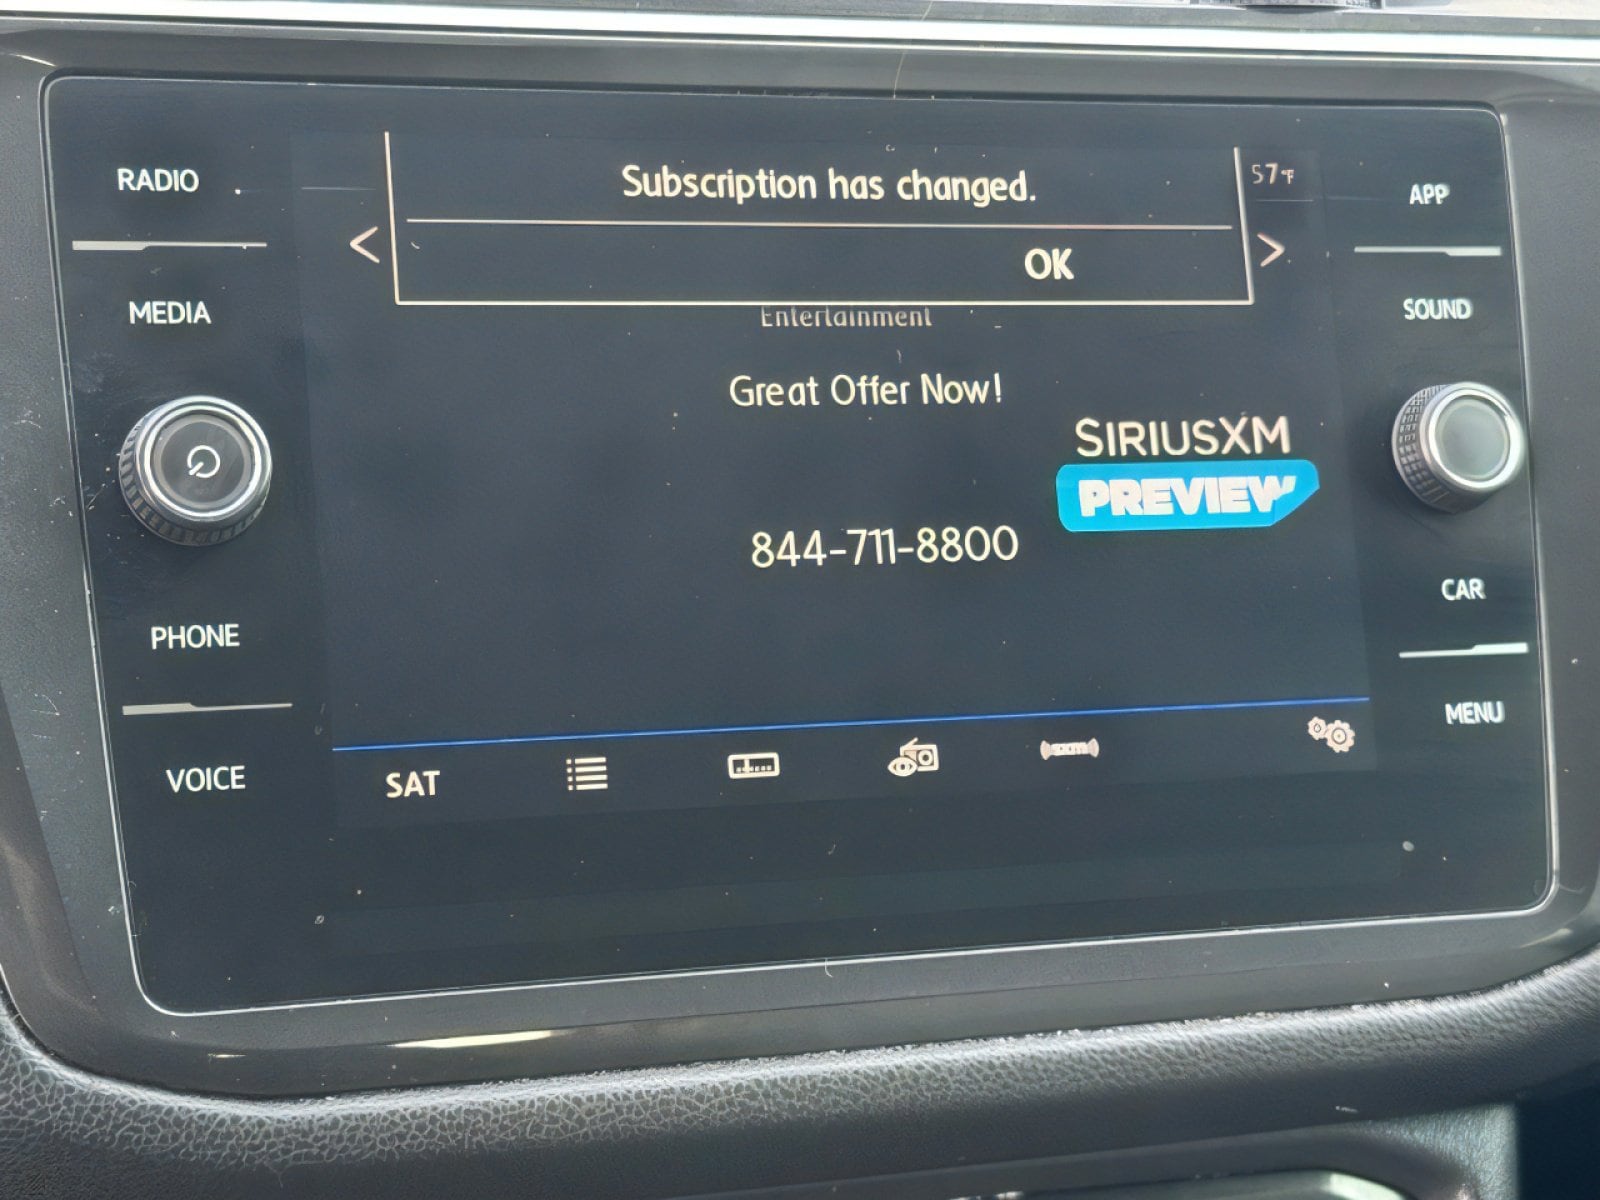 RADIO
MEDIA
PHONE
VOICE
Subscription has changed.
OK
57°F
<
>
Entertainment
Great Offer Now!
SIRIUSXM
PREVIEW
844-711-8800
SAT
SXM
APP
SOUND
CAR
MENU